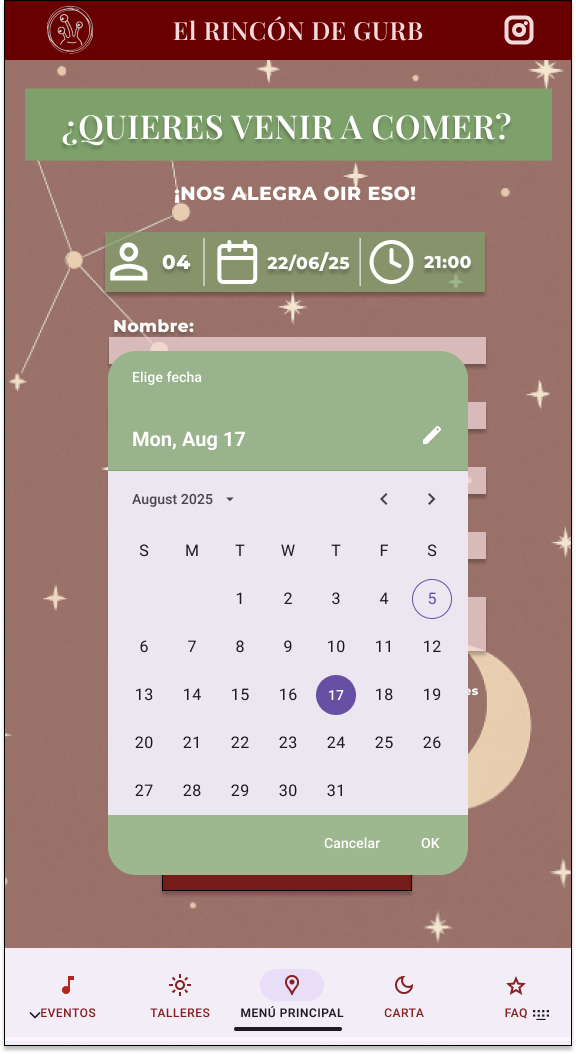 El RINCÓN DE GURB
¿QUIERES VENIR A COMER?
¡NOS ALEGRA OIR ESO!
04 22/06/25 21:00
Nombre:
Elige fecha
Mon, Aug 17
August 2025
S M T W T F S
1 2 3 4 5
6 7 8 9 10 11 12
13 14 15 16 17 18 19
es
20 21 22 23 24 25 26
27 28 29 30 31
Cancelar OK
EVENTOS TALLERES MENÚ PRINCIPAL CARTA FAQ